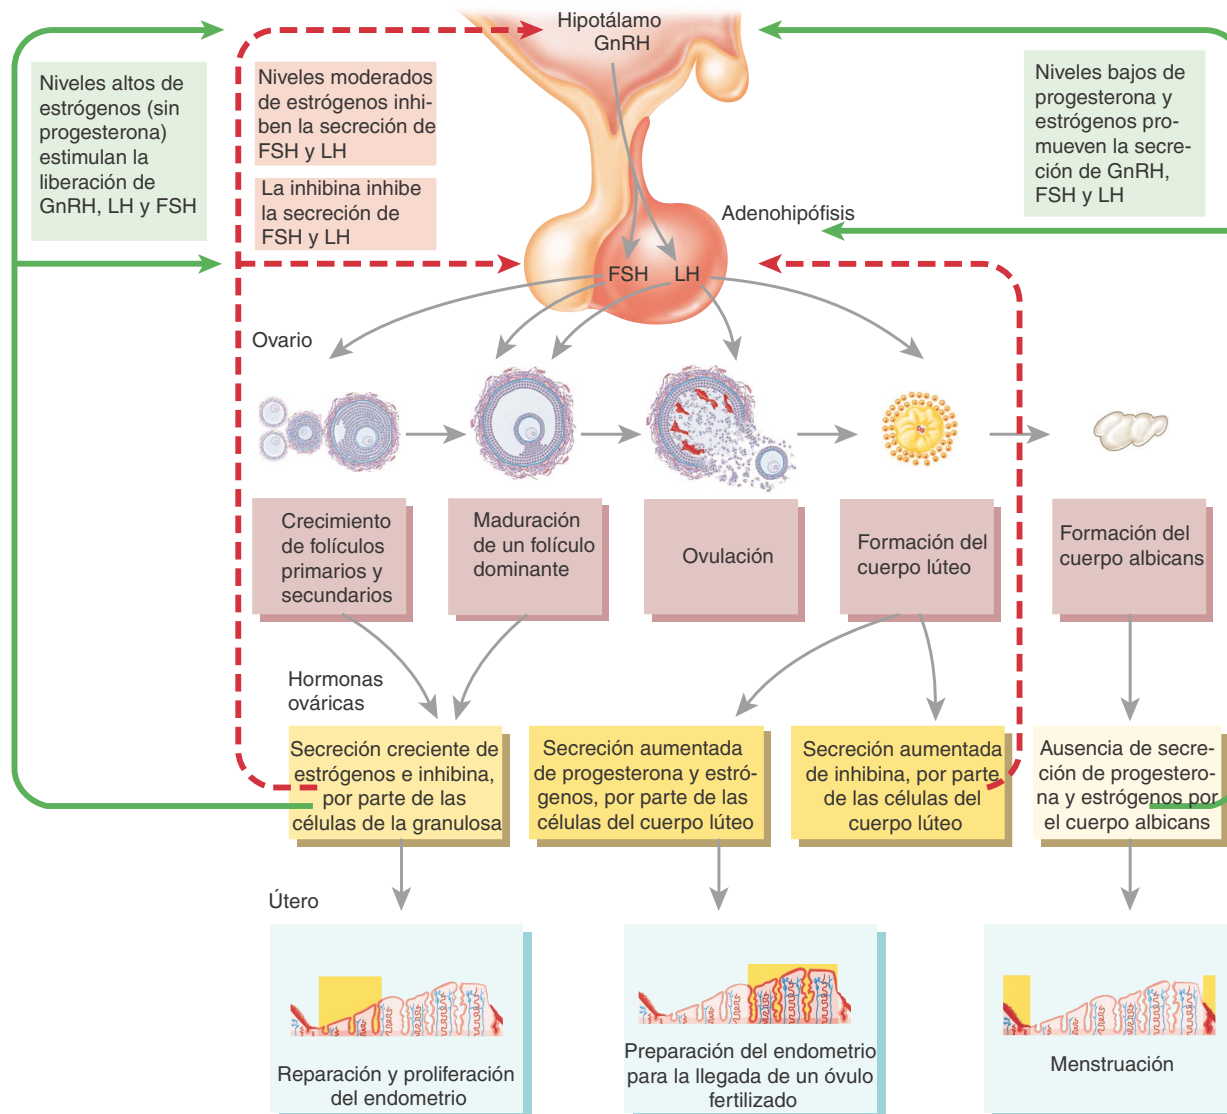 Hipotálamo
GnRH
Niveles altos de
estrógenos (sin
progesterona)
estimulan la
liberación de
GnRH, LH y FSH
Niveles moderados
de estrógenos inhi-
ben la secreción de
FSH y LH
La inhibina inhibe
la secreción de
FSH y LH
Niveles bajos de
progesterona y
estrógenos pro-
mueven la secre-
ción de GnRH,
FSH y LH
Adenohipófisis
FSH
LH
Ovario
Crecimiento
de folículos
primarios y
secundarios
Maduración
de un folículo
dominante
Ovulación
Formación del
cuerpo lúteo
Formación del
cuerpo albicans
Hormonas
ováricas
Secreción creciente de
estrógenos e inhibina,
por parte de las
células de la granulosa
Secreción aumentada
de progesterona y estró-
genos, por parte de las
células del cuerpo lúteo
Secreción aumentada
de inhibina, por parte
de las células del
cuerpo lúteo
Ausencia de secre-
ción de progestero-
na y estrógenos por
el cuerpo albicans
Útero
Reparación y proliferación
del endometrio
Preparación del endometrio
para la llegada de un óvulo
fertilizado
Menstruación